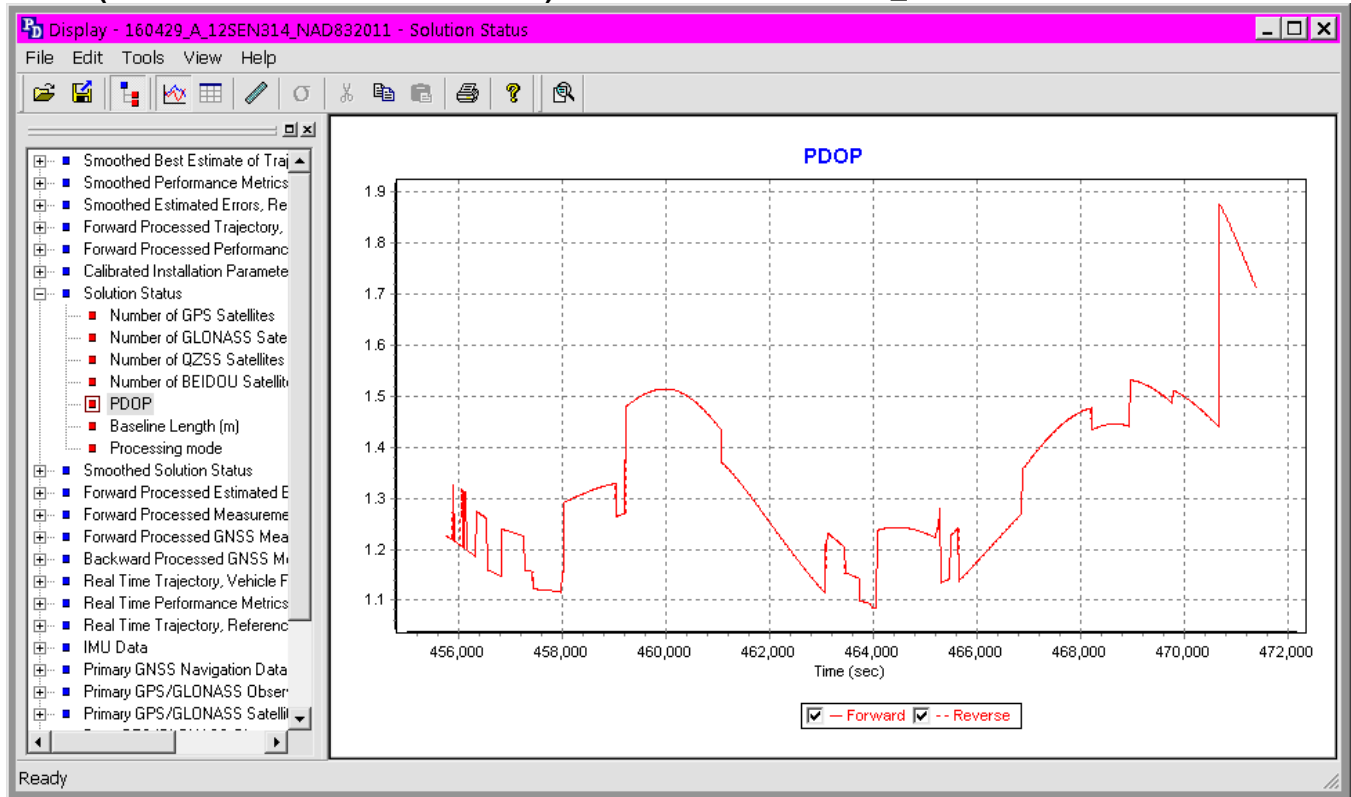 Display - 160429_A_12SEN314_NAD832011 - Solution Status
File Edit Tools View Help
Smoothed Best Estimate of Traj
Smoothed Performance Metrics
Smoothed Estimated Errors, Re
Forward Processed Trajectory,
Forward Processed Performanc
Calibrated Installation Paramete
Solution Status
Number of GPS Satellites
Number of GLONASS Sate
Number of QZSS Satellites
Number of BEIDOU Satellit
PDOP
Baseline Length (m)
Processing mode
Smoothed Solution Status
Forward Processed Estimated E
Forward Processed Measureme
Forward Processed GNSS Mea
Backward Processed GNSS M
Real Time Trajectory, Vehicle F
Real Time Performance Metrics
Real Time Trajectory, Referenc
IMU Data
Primary GNSS Navigation Data
Primary GPS/GLONASS Obser
Primary GPS/GLONASS Satelli
PDOP
1.9
1.8
1.7
1.6
1.5
1.4
1.3
1.2
1.1
456,000 458,000 460,000 462,000 464,000 466,000 468,000 470,000 472,000
Time (sec)
Forward -- Reverse
Ready